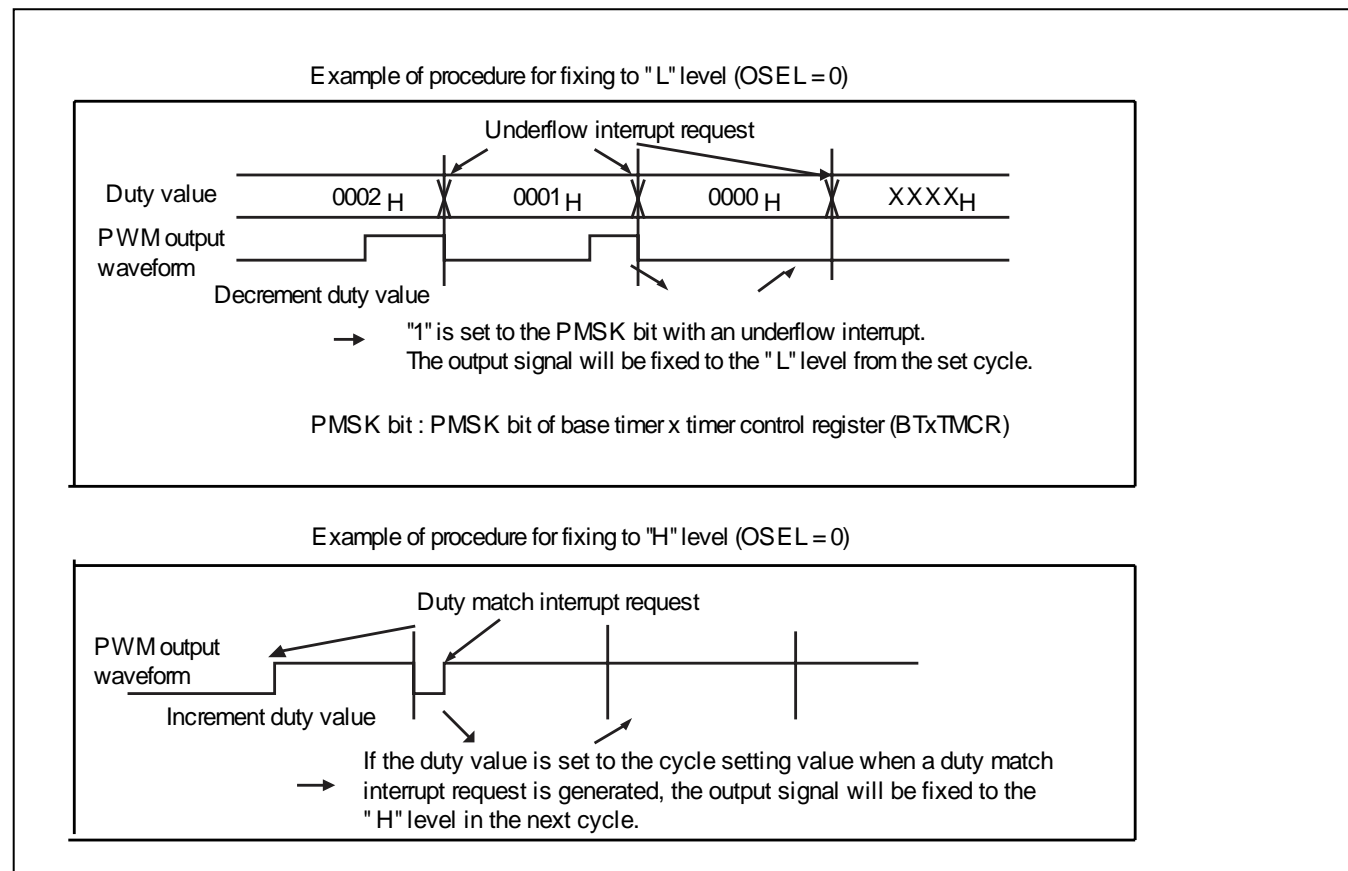 Example of procedure for fixing to "L" level (OSEL = 0)
Underflow interrupt request
Duty value 0002 H 0001 H 0000 H XXXX H
PWM output
waveform
Decrement duty value
"1" is set to the PMSK bit with an underflow interrupt.
The output signal will be fixed to the "L" level from the set cycle.
PMSK bit : PMSK bit of base timer x timer control register (BTxTMCR)
Example of procedure for fixing to "H" level (OSEL = 0)
Duty match interrupt request
PWM output
waveform
Increment duty value
If the duty value is set to the cycle setting value when a duty match
interrupt request is generated, the output signal will be fixed to the
"H" level in the next cycle.